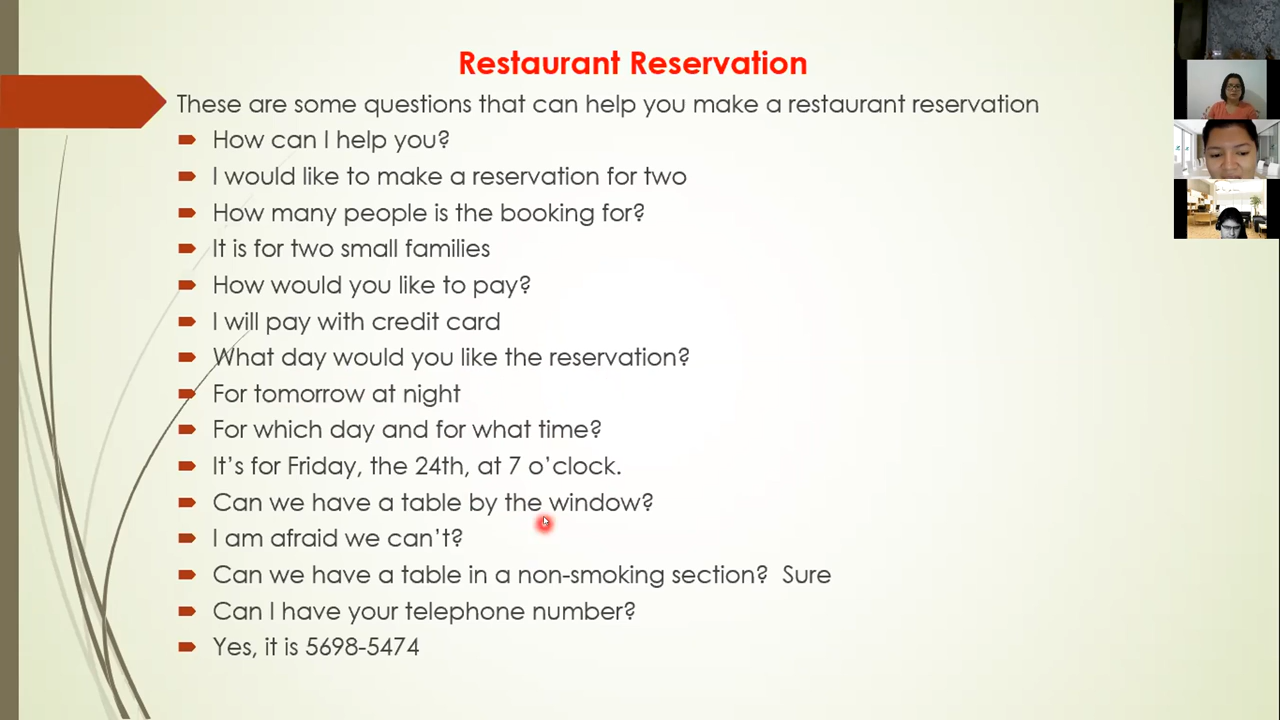 Restaurant Reservation
These are some questions that can help you make a restaurant reservation
How can I help you?
I would like to make a reservation for two
How many people is the booking for?
It is for two small families
How would you like to pay?
I will pay with credit card
What day would you like the reservation?
For tomorrow at night
For which day and for what time?
It’s for Friday, the 24th, at 7 o’clock.
Can we have a table by the window?
I am afraid we can’t?
Can we have a table in a non-smoking section?  Sure
Can I have your telephone number?
Yes, it is 5698-5474